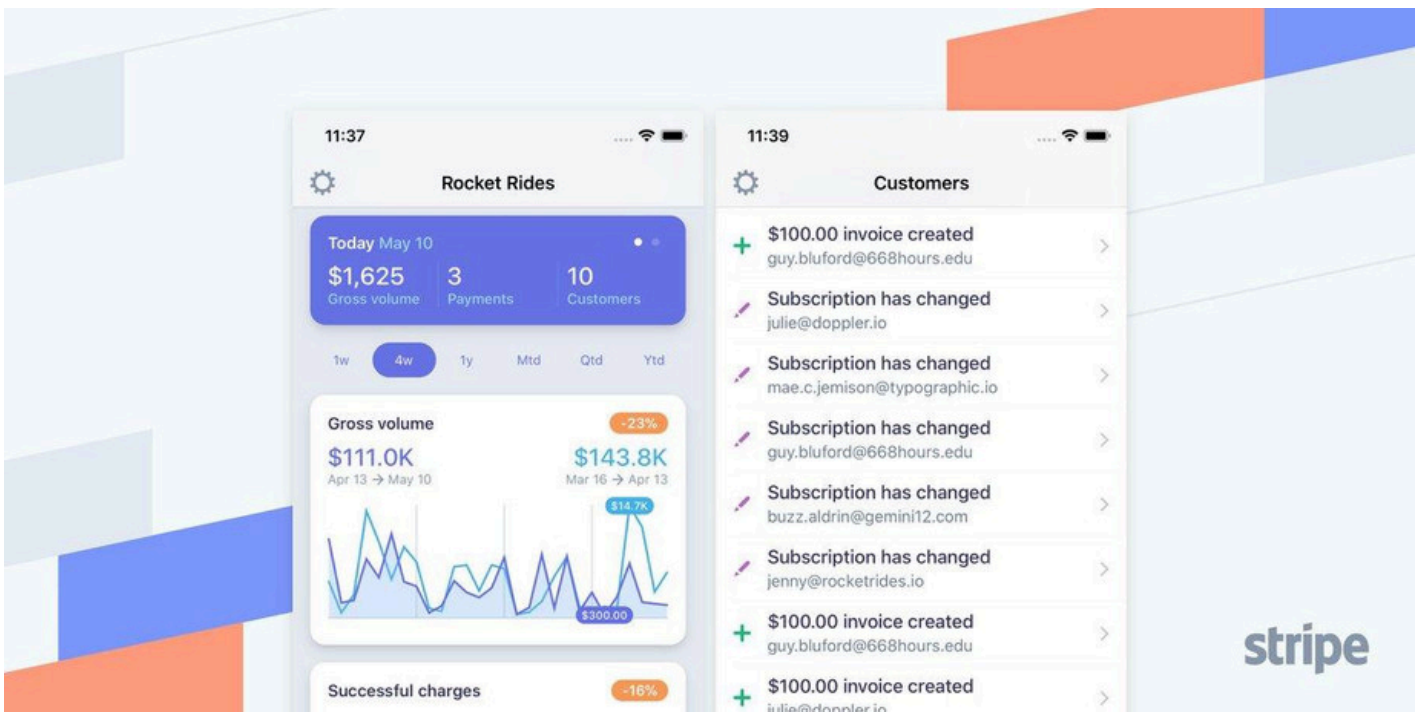 11:37
Rocket Rides
Today May 10
$1,625
3
10
Gross volume
Payments
Customers
1w
4w
1y
Mtd
Qtd
Ytd
Gross volume
-23%
$111.0K
$143.8K
Apr 13 → May 10
Mar 16 → Apr 13
$14.7K
$300.00
Successful charges
-16%
11:39
Customers
$100.00 invoice created
guy.bluford@668hours.edu
Subscription has changed
julie@doppler.io
Subscription has changed
mae.c.jemison@typographic.io
Subscription has changed
guy.bluford@668hours.edu
Subscription has changed
buzz.aldrin@gemini12.com
Subscription has changed
jenny@rocketrides.io
$100.00 invoice created
guy.bluford@668hours.edu
$100.00 invoice created
julie@doppler.io
stripe